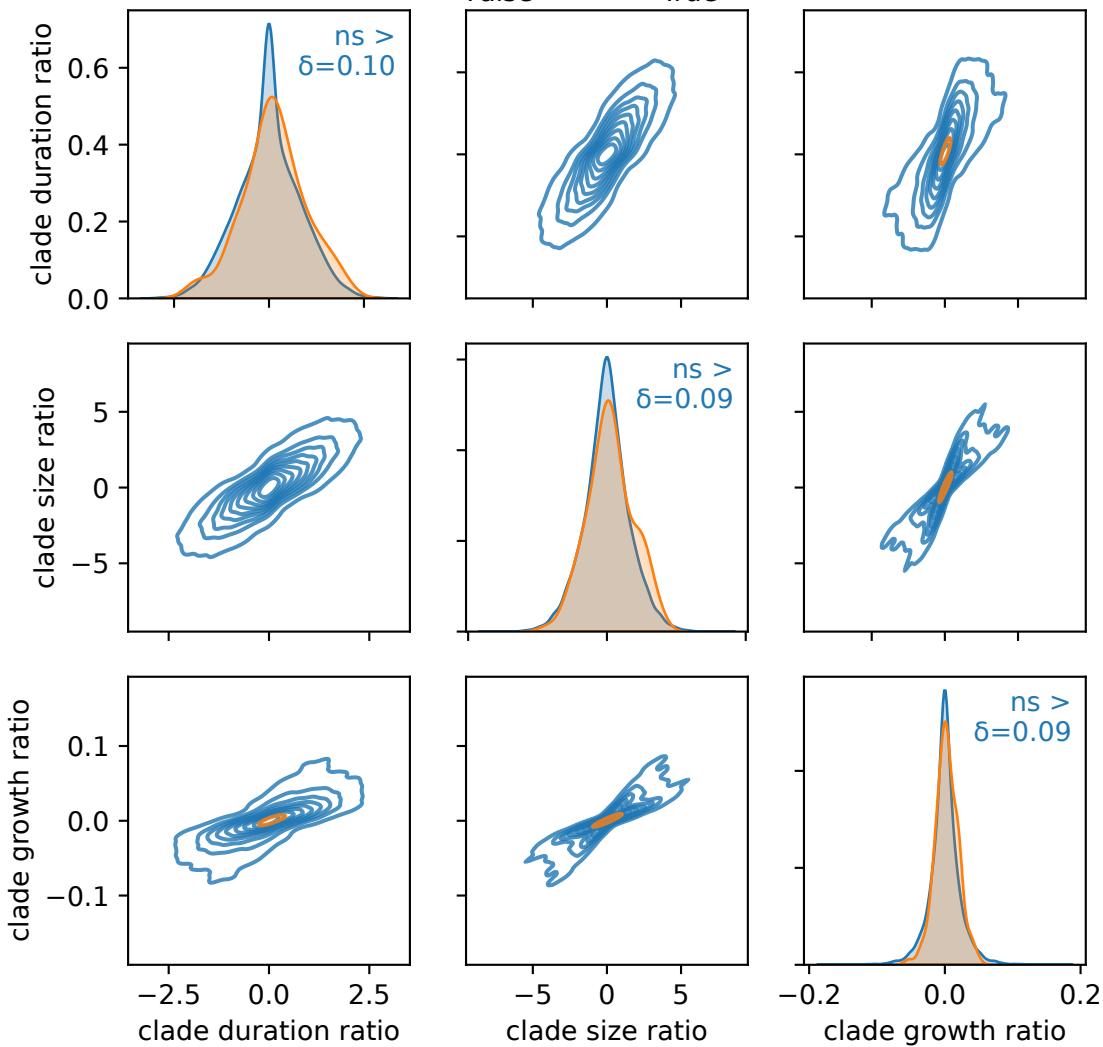 clade duration ratio
0.6
0.4
0.2
0.0
ns >
δ=0.10
clade size ratio
5
0
−5
ns >
δ=0.09
clade growth ratio
0.1
0.0
−0.1
ns >
δ=0.09
−2.5
0.0
2.5
−5
0
5
−0.2
0.0
0.2
clade duration ratio
clade size ratio
clade growth ratio